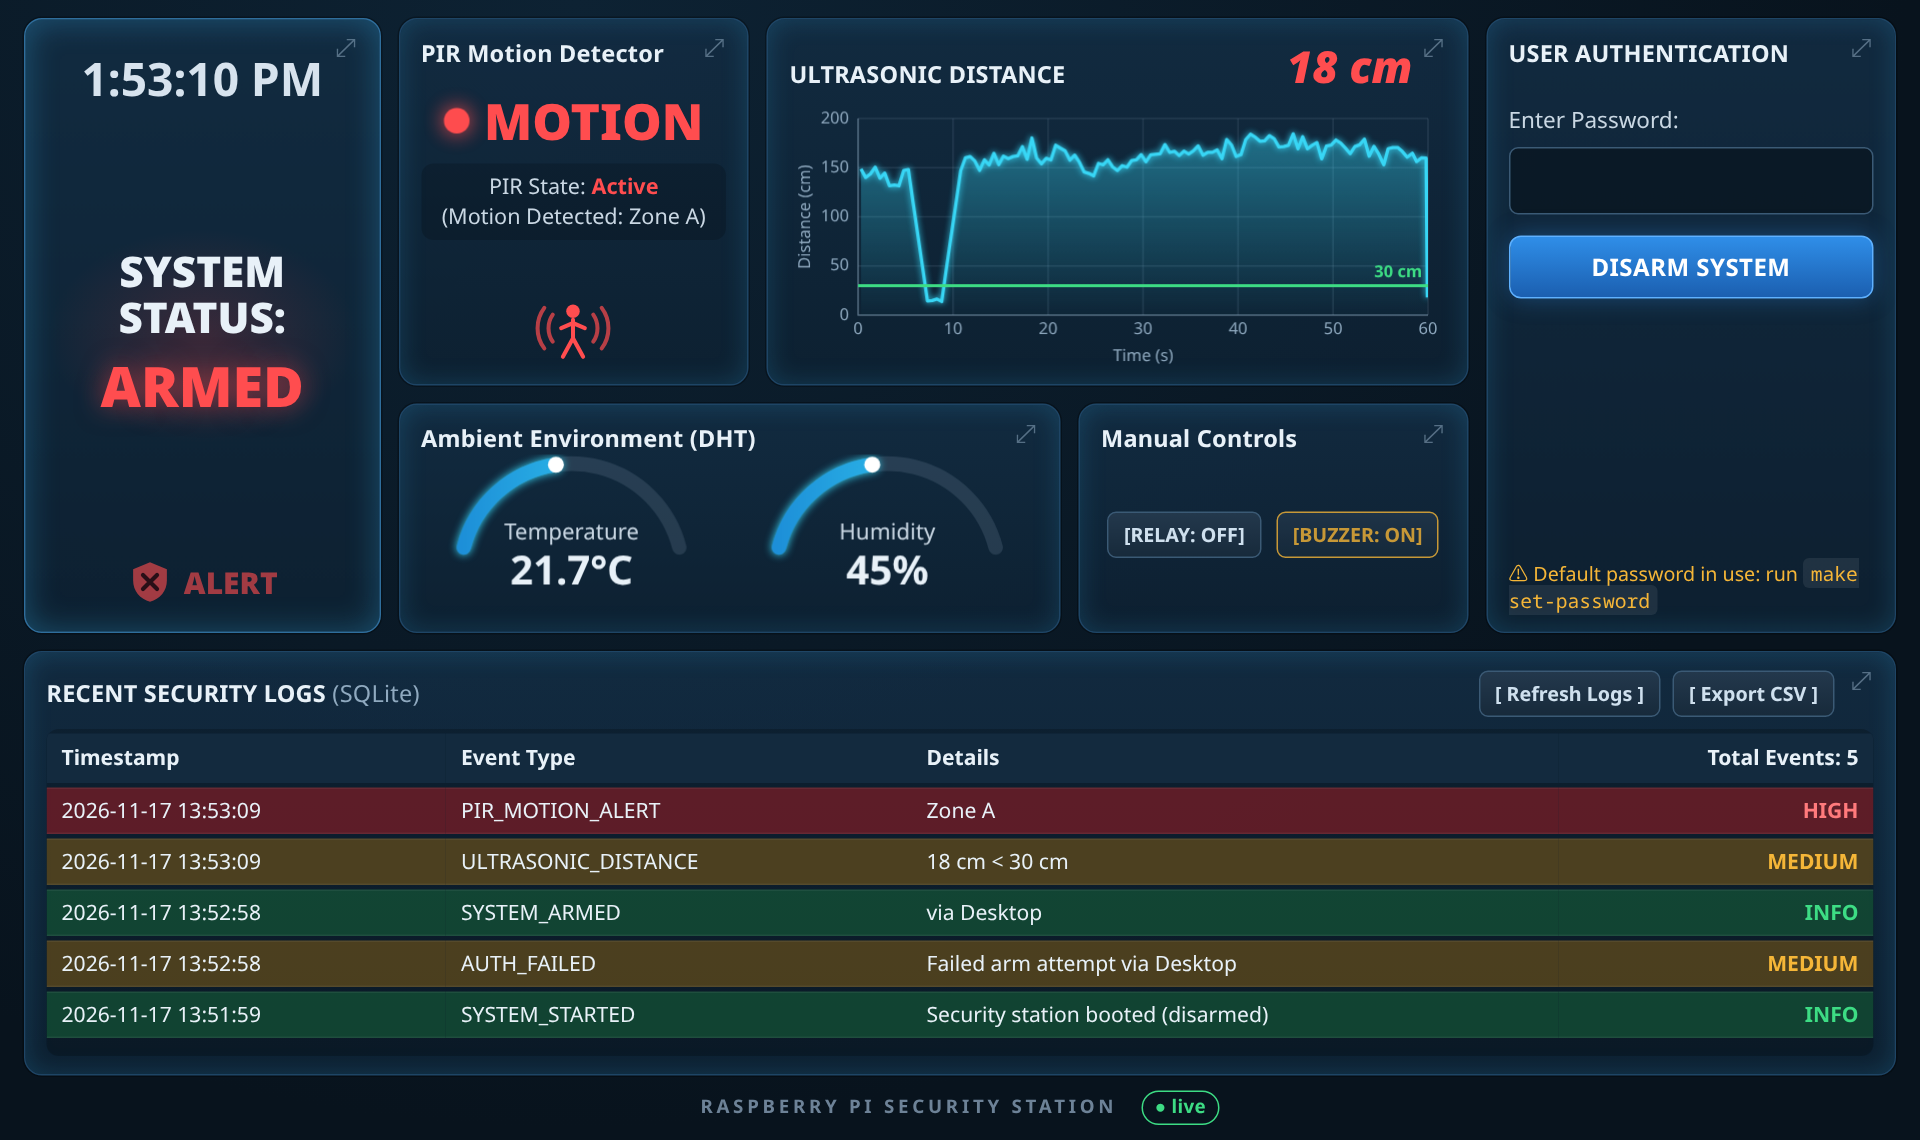 1:53:10 PM
SYSTEM
STATUS:
ARMED
ALERT
PIR Motion Detector
MOTION
PIR State: Active
(Motion Detected: Zone A)
ULTRASONIC DISTANCE
18 cm
Distance (cm)
200
150
100
50
0
30 cm
0 10 20 30 40 50 60
Time (s)
USER AUTHENTICATION
Enter Password:
DISARM SYSTEM
⚠ Default password in use: run make
set-password
Ambient Environment (DHT)
Temperature
21.7°C
Humidity
45%
Manual Controls
[RELAY: OFF] [BUZZER: ON]
RECENT SECURITY LOGS (SQLite)
[ Refresh Logs ] [ Export CSV ]
Timestamp Event Type Details Total Events: 5
2026-11-17 13:53:09 PIR_MOTION_ALERT Zone A HIGH
2026-11-17 13:53:09 ULTRASONIC_DISTANCE 18 cm < 30 cm MEDIUM
2026-11-17 13:52:58 SYSTEM_ARMED via Desktop INFO
2026-11-17 13:52:58 AUTH_FAILED Failed arm attempt via Desktop MEDIUM
2026-11-17 13:51:59 SYSTEM_STARTED Security station booted (disarmed) INFO
RASPBERRY PI SECURITY STATION ● live